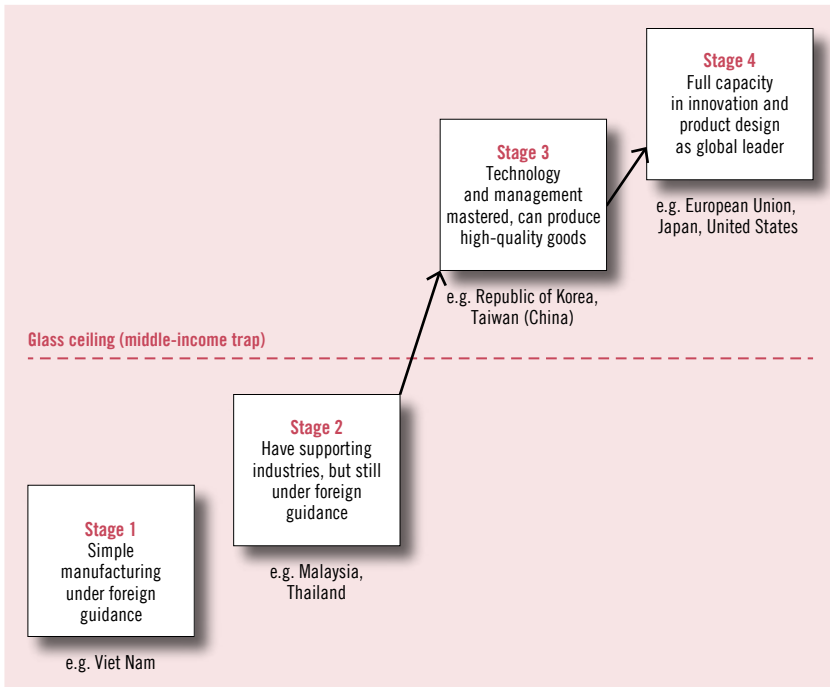 Stage 4
Full capacity
in innovation and
product design
as global leader
e.g. European Union,
Japan, United States
Stage 3
Technology
and management
mastered, can produce
high-quality goods
e.g. Republic of Korea,
Taiwan (China)
Glass ceiling (middle-income trap)
Stage 2
Have supporting
industries, but still
under foreign
guidance
e.g. Malaysia,
Thailand
Stage 1
Simple
manufacturing
under foreign
guidance
e.g. Viet Nam